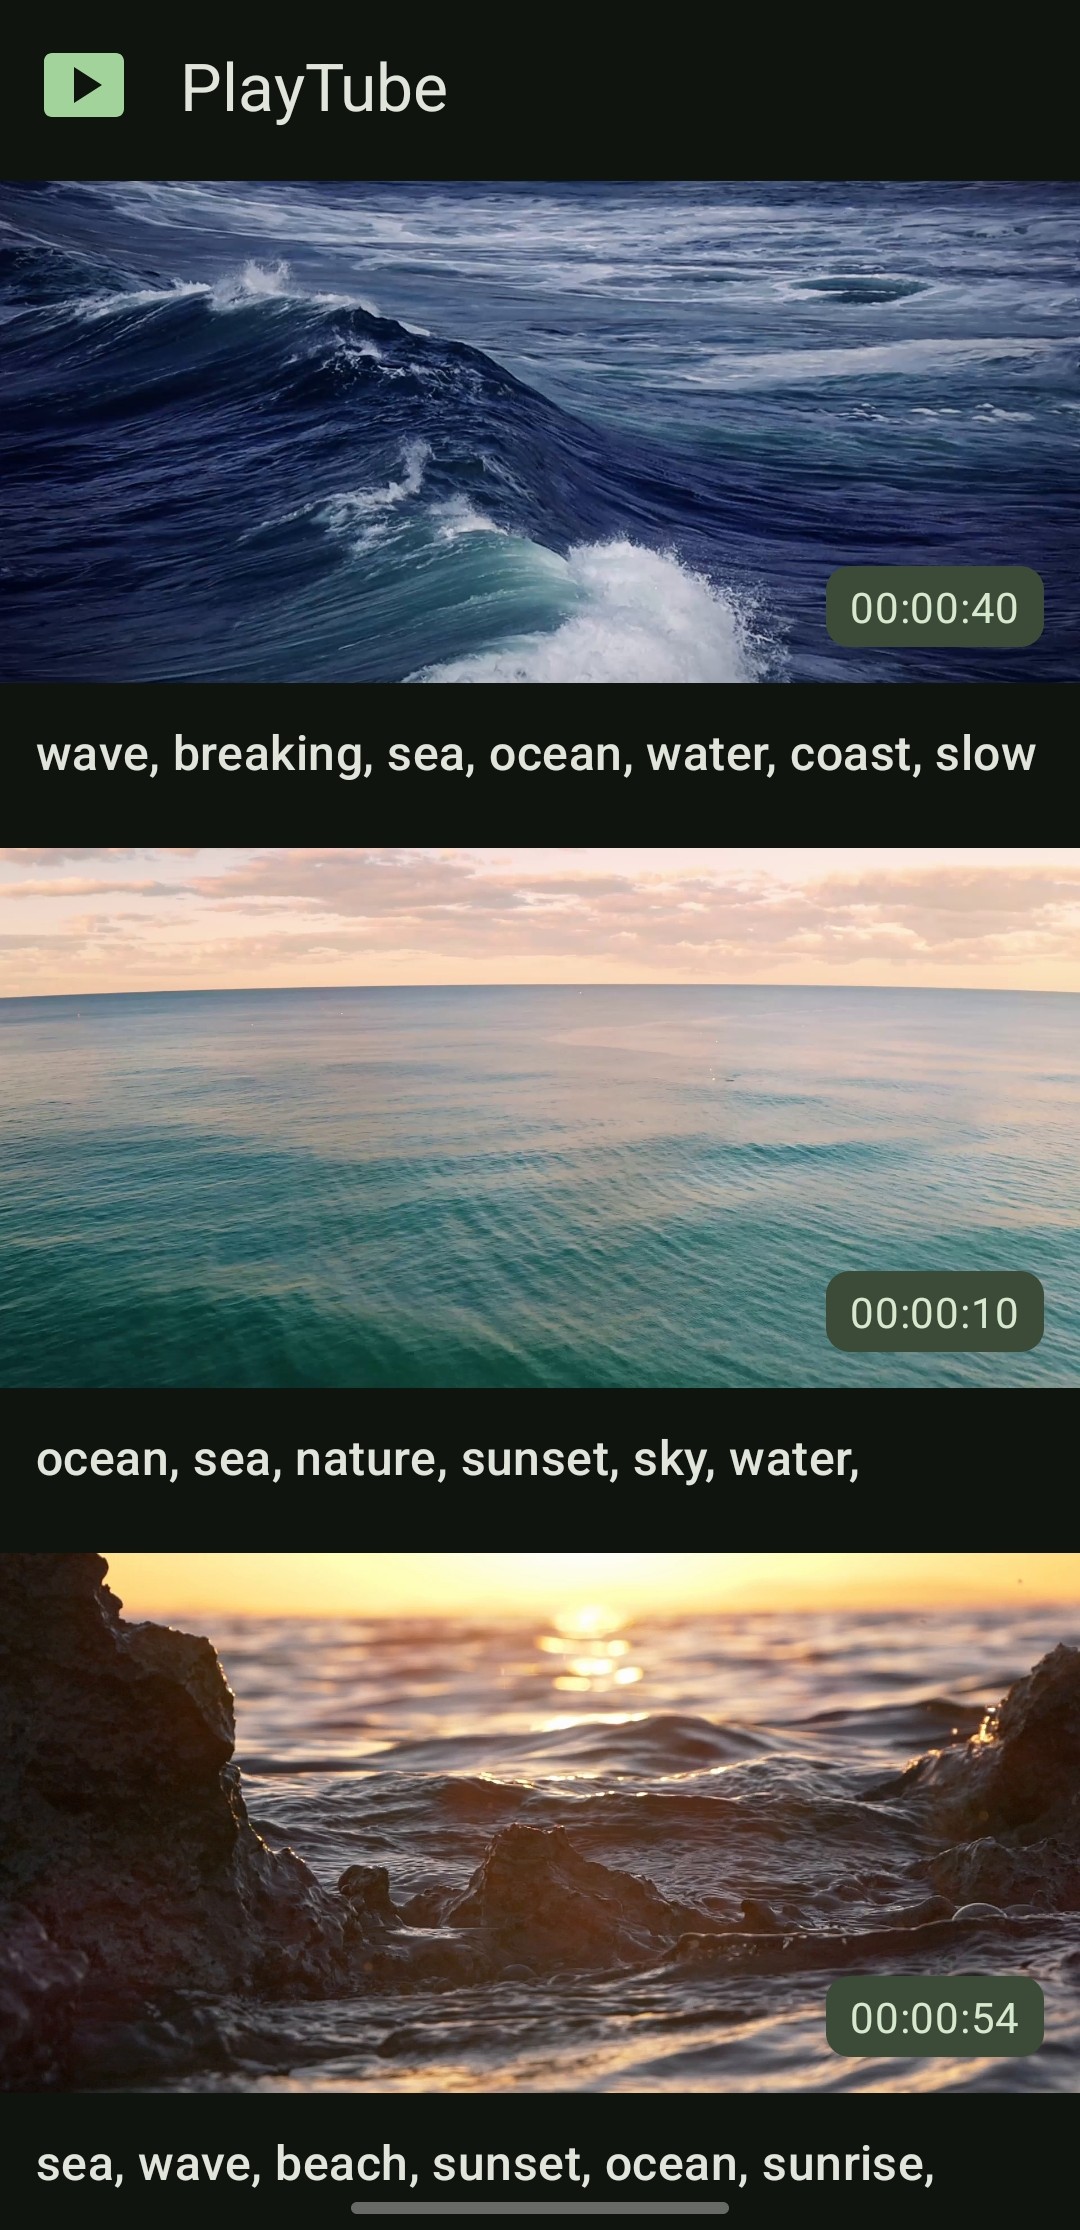 PlayTube
00:00:40
wave, breaking, sea, ocean, water, coast, slow
00:00:10
ocean, sea, nature, sunset, sky, water,
00:00:54
sea, wave, beach, sunset, ocean, sunrise,